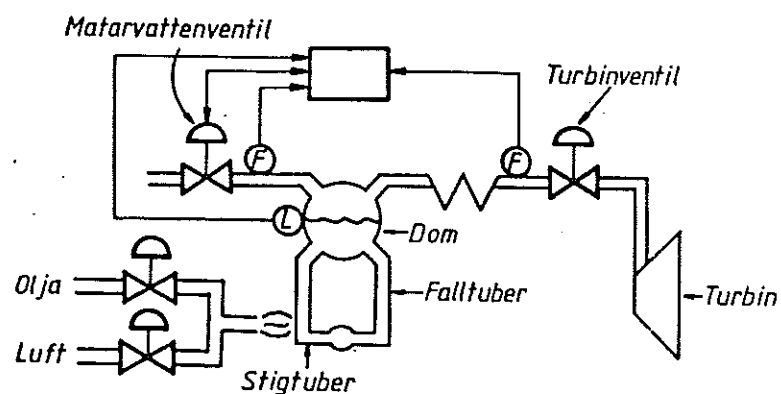 Matarvattenventil
Turbinventil
F
F
L
Dom
Olja
Falltuber
Turbin
Luft
Stigtuber